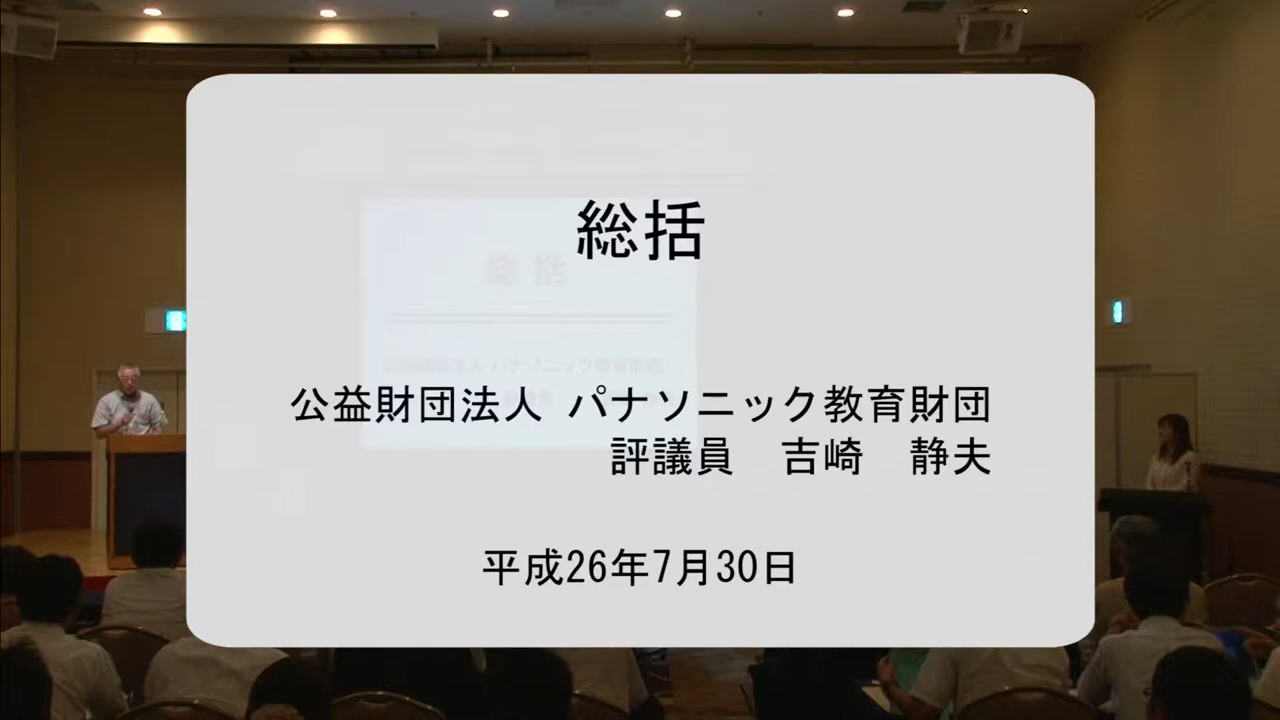 総括
公益財団法人 パナソニック教育財団
評議員　吉崎　静夫
平成26年7月30日